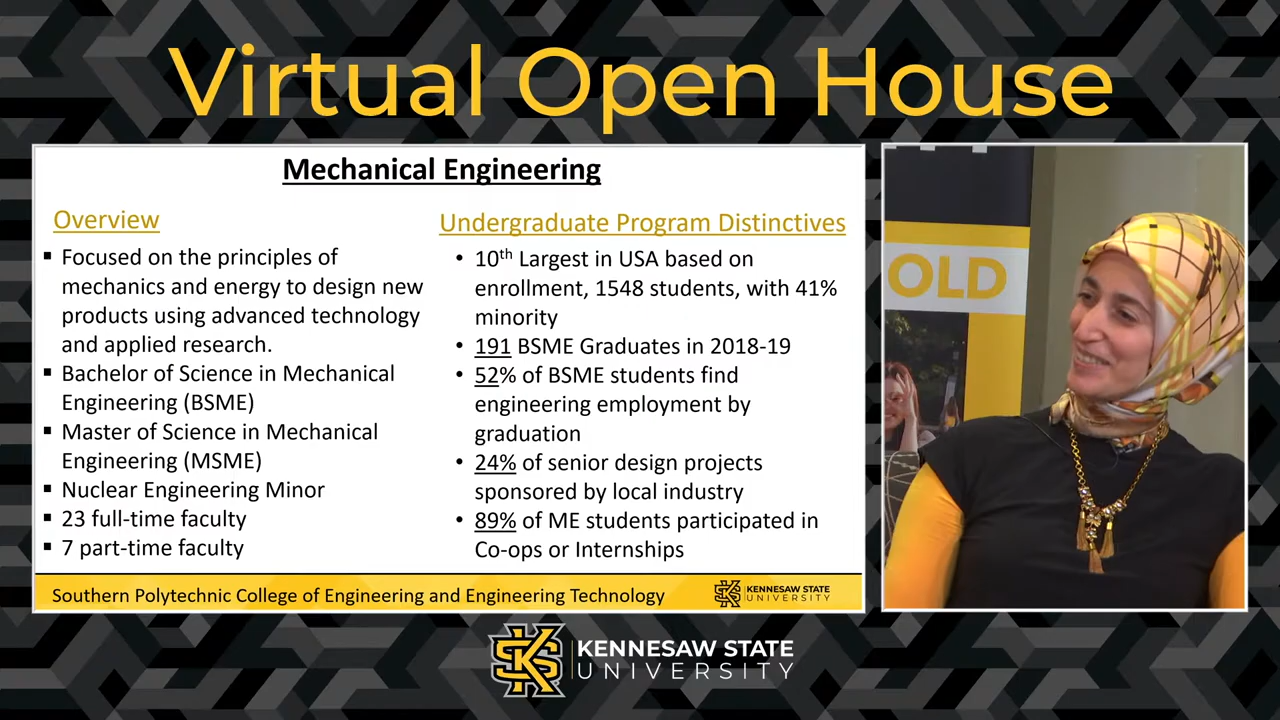 Virtual Open House
Mechanical Engineering
Overview
▪ Focused on the principles of
mechanics and energy to design new
products using advanced technology
and applied research.
▪ Bachelor of Science in Mechanical
Engineering (BSME)
▪ Master of Science in Mechanical
Engineering (MSME)
▪ Nuclear Engineering Minor
▪ 23 full-time faculty
▪ 7 part-time faculty
Undergraduate Program Distinctives
• 10th Largest in USA based on
enrollment, 1548 students, with 41%
minority
• 191 BSME Graduates in 2018-19
• 52% of BSME students find
engineering employment by
graduation
• 24% of senior design projects
sponsored by local industry
• 89% of ME students participated in
Co-ops or Internships
Southern Polytechnic College of Engineering and Engineering Technology
KS
KENNESAW STATE
UNIVERSITY
OLD
KS
KENNESAW STATE
UNIVERSITY